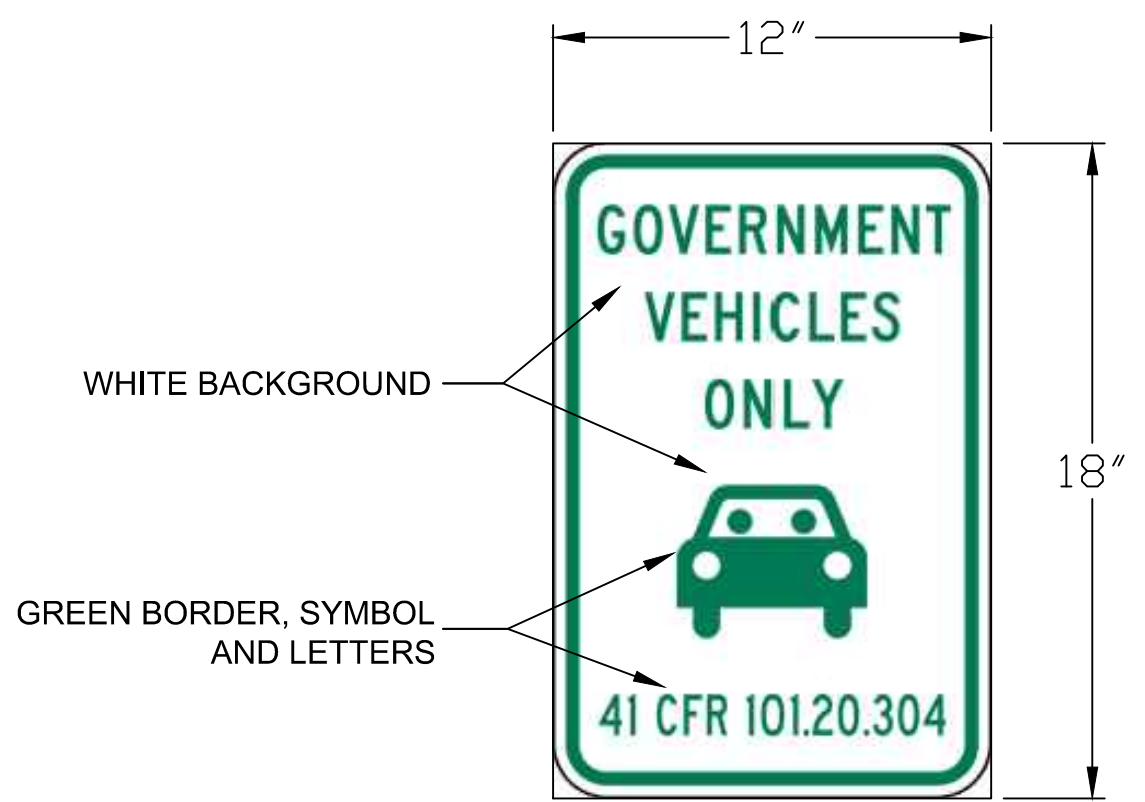 12"
GOVERNMENT
VEHICLES
ONLY
WHITE BACKGROUND
18"
GREEN BORDER, SYMBOL
AND LETTERS
41 CFR 101.20.304